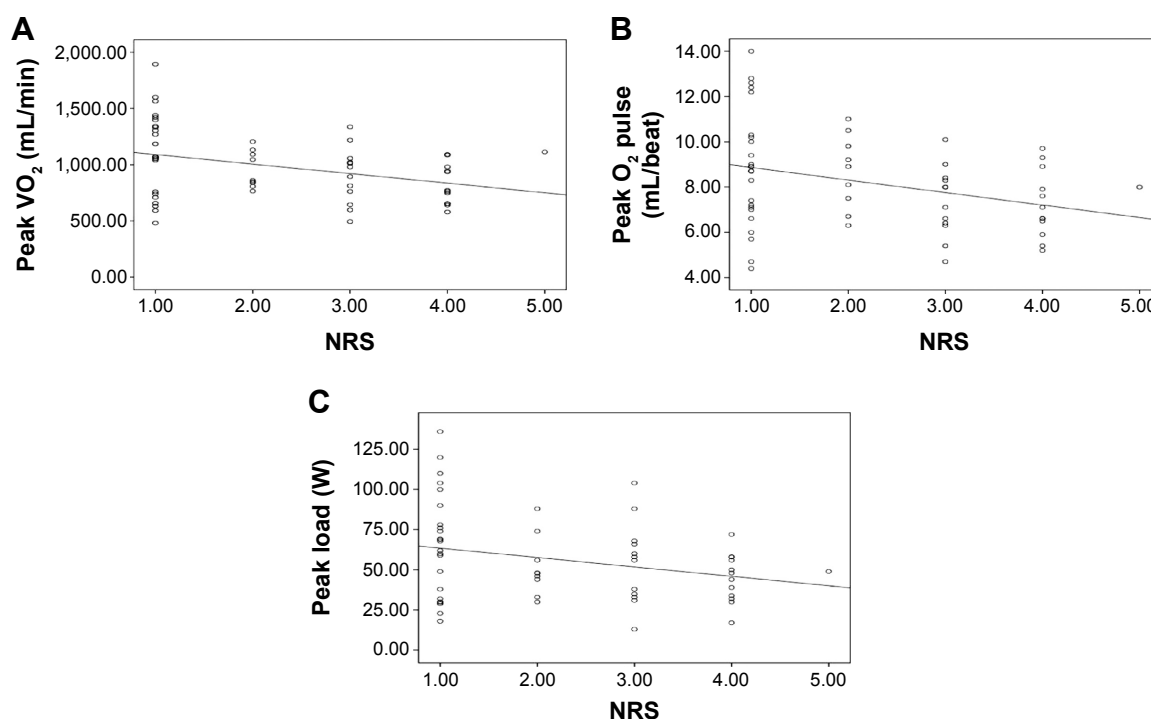 A
Peak VO₂ (mL/min)
2,000.00
1,500.00
1,000.00
500.00
0.00
1.00 2.00 3.00 4.00 5.00
NRS
B
Peak O₂ pulse
(mL/beat)
14.00
12.00
10.00
8.00
6.00
4.00
1.00 2.00 3.00 4.00 5.00
NRS
C
Peak load (W)
125.00
100.00
75.00
50.00
25.00
0.00
1.00 2.00 3.00 4.00 5.00
NRS